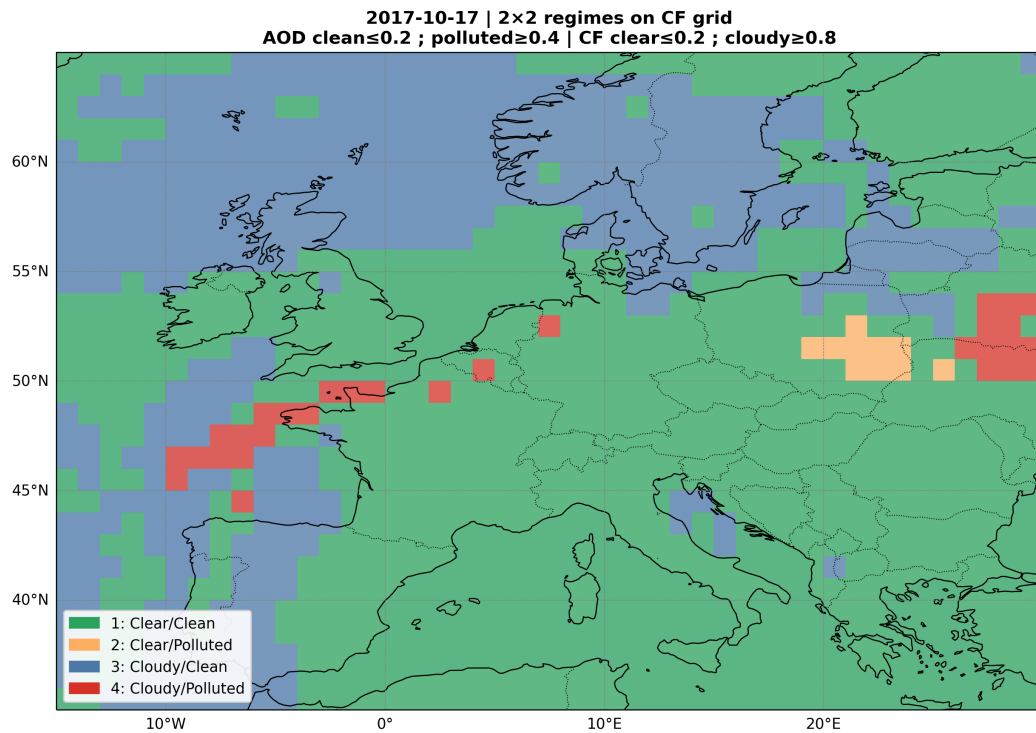 2017-10-17 | 2×2 regimes on CF grid
AOD clean≤0.2 ; polluted≥0.4 | CF clear≤0.2 ; cloudy≥0.8
60°N
55°N
50°N
45°N
40°N
1: Clear/Clean
2: Clear/Polluted
3: Cloudy/Clean
4: Cloudy/Polluted
10°W 0° 10°E 20°E